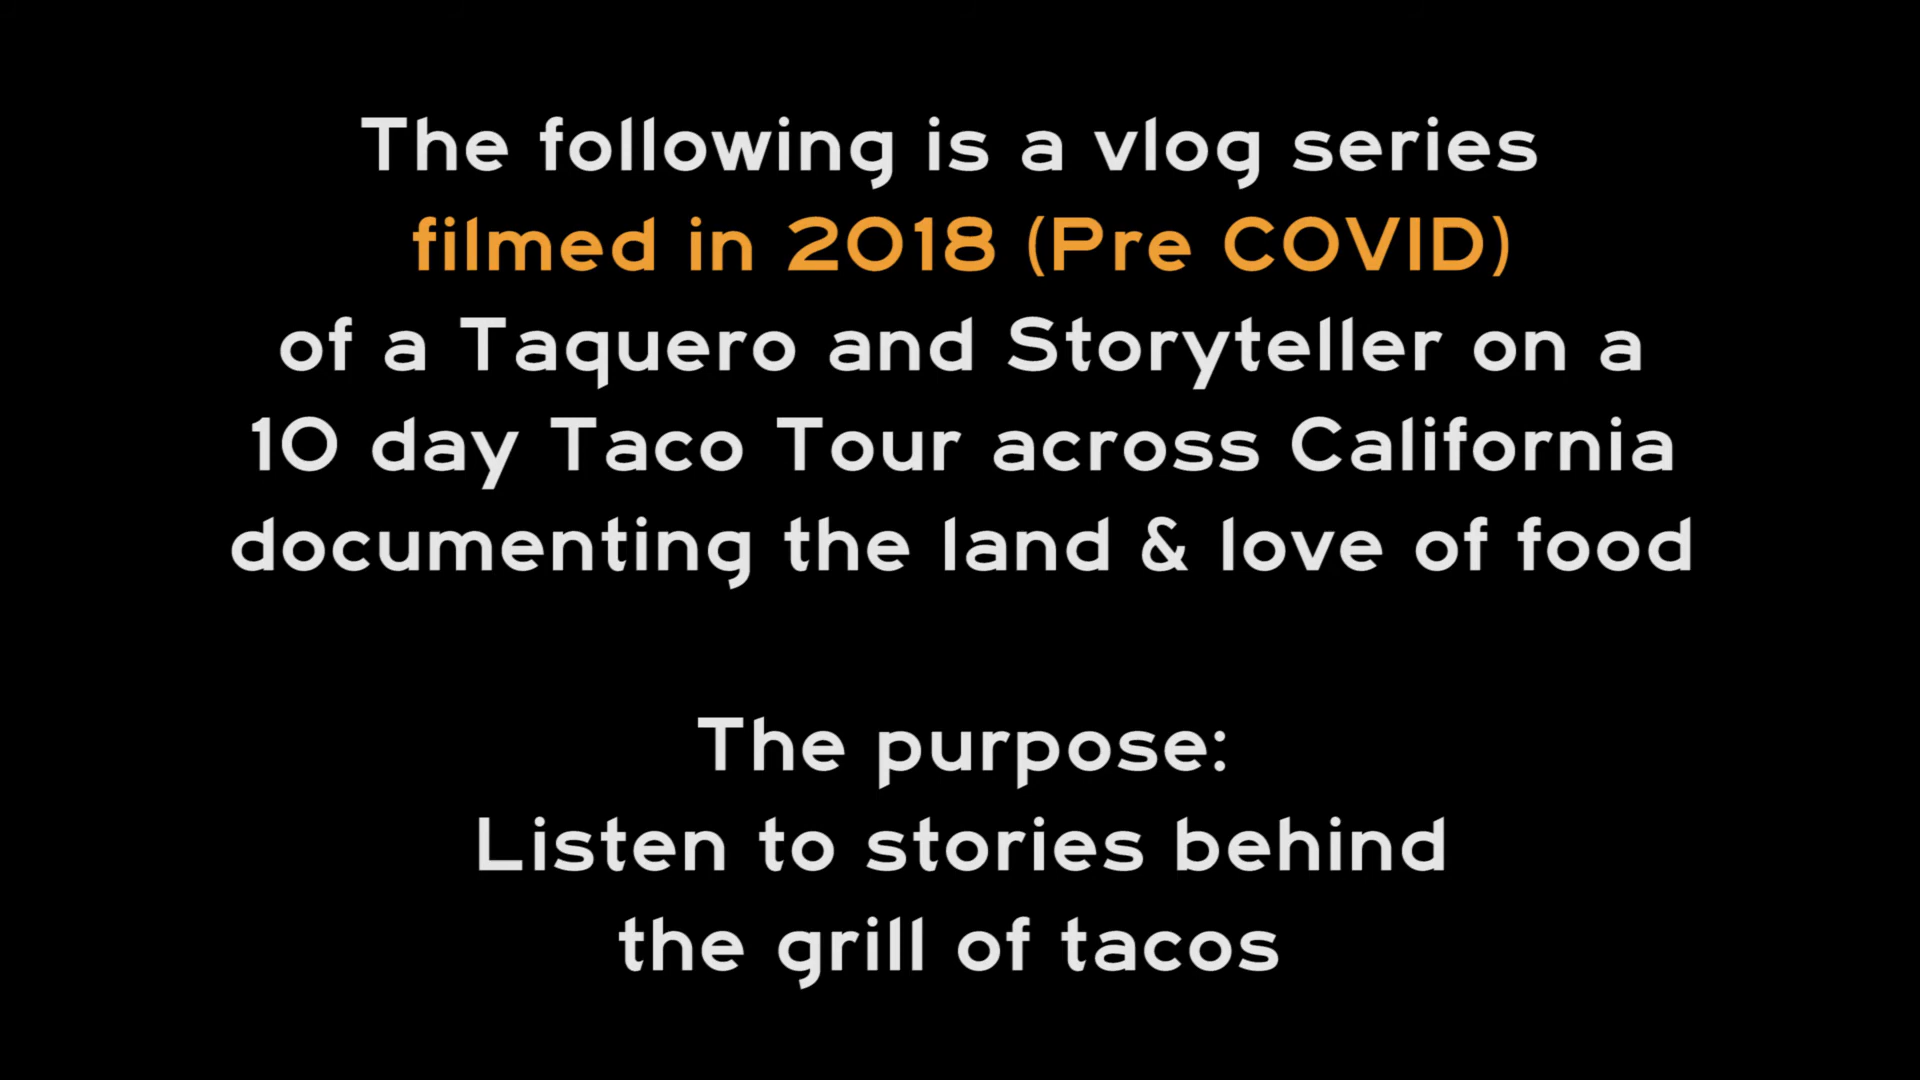 The following is a vlog series
filmed in 2018 (Pre COVID)
of a Taquero and Storyteller on a
10 day Taco Tour across California
documenting the land & love of food
The purpose:
Listen to stories behind
the grill of tacos